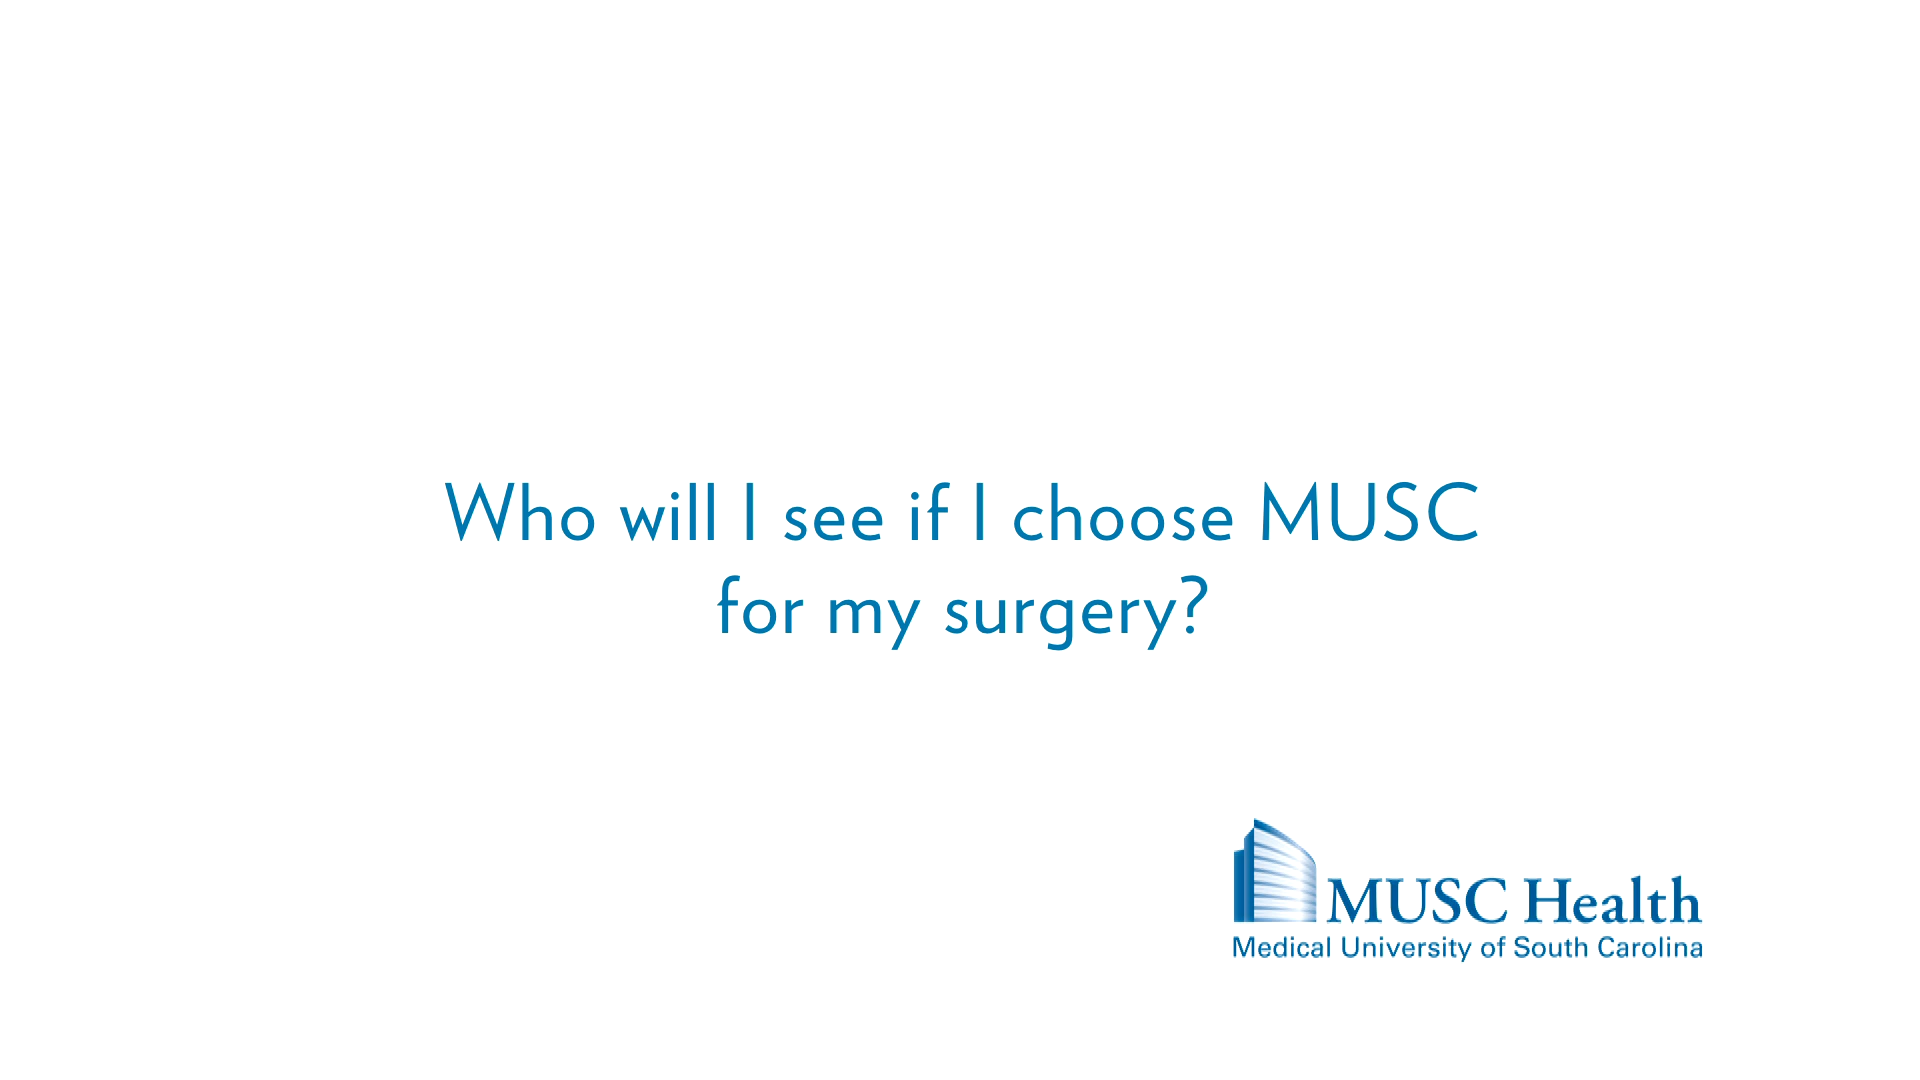 Who will I see if I choose MUSC
for my surgery?
MUSC Health
Medical University of South Carolina